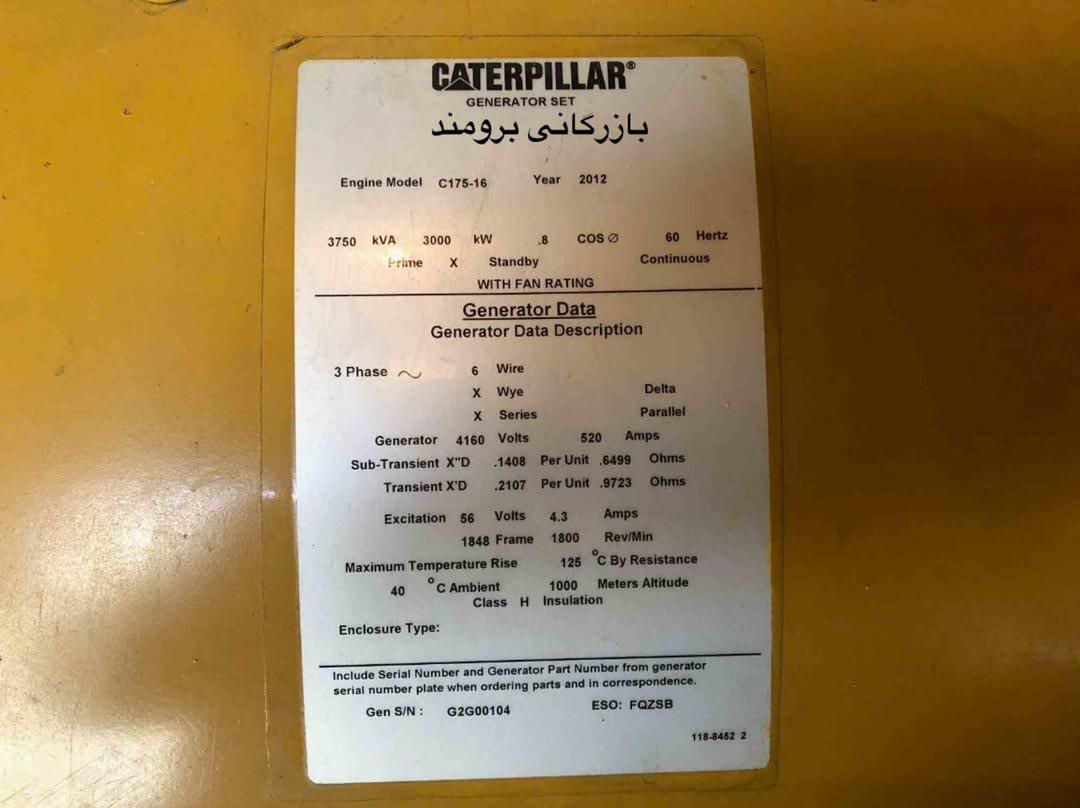 CATERPILLAR®
GENERATOR SET
بازرگانی برومند
Engine Model C175-16 Year 2012
3750 kVA 3000 kW .8 COS Ø 60 Hertz
Prime X Standby Continuous
WITH FAN RATING
Generator Data
Generator Data Description
3 Phase ~ 6 Wire
X Wye Delta
X Series Parallel
Generator 4160 Volts 520 Amps
Sub-Transient X"D .1408 Per Unit .6499 Ohms
Transient X'D .2107 Per Unit .9723 Ohms
Excitation 56 Volts 4.3 Amps
1848 Frame 1800 Rev/Min
Maximum Temperature Rise 125 °C By Resistance
40 °C Ambient 1000 Meters Altitude
Class H Insulation
Enclosure Type:
Include Serial Number and Generator Part Number from generator
serial number plate when ordering parts and in correspondence.
Gen S/N : G2G00104 ESO: FQZSB
118-8452 2